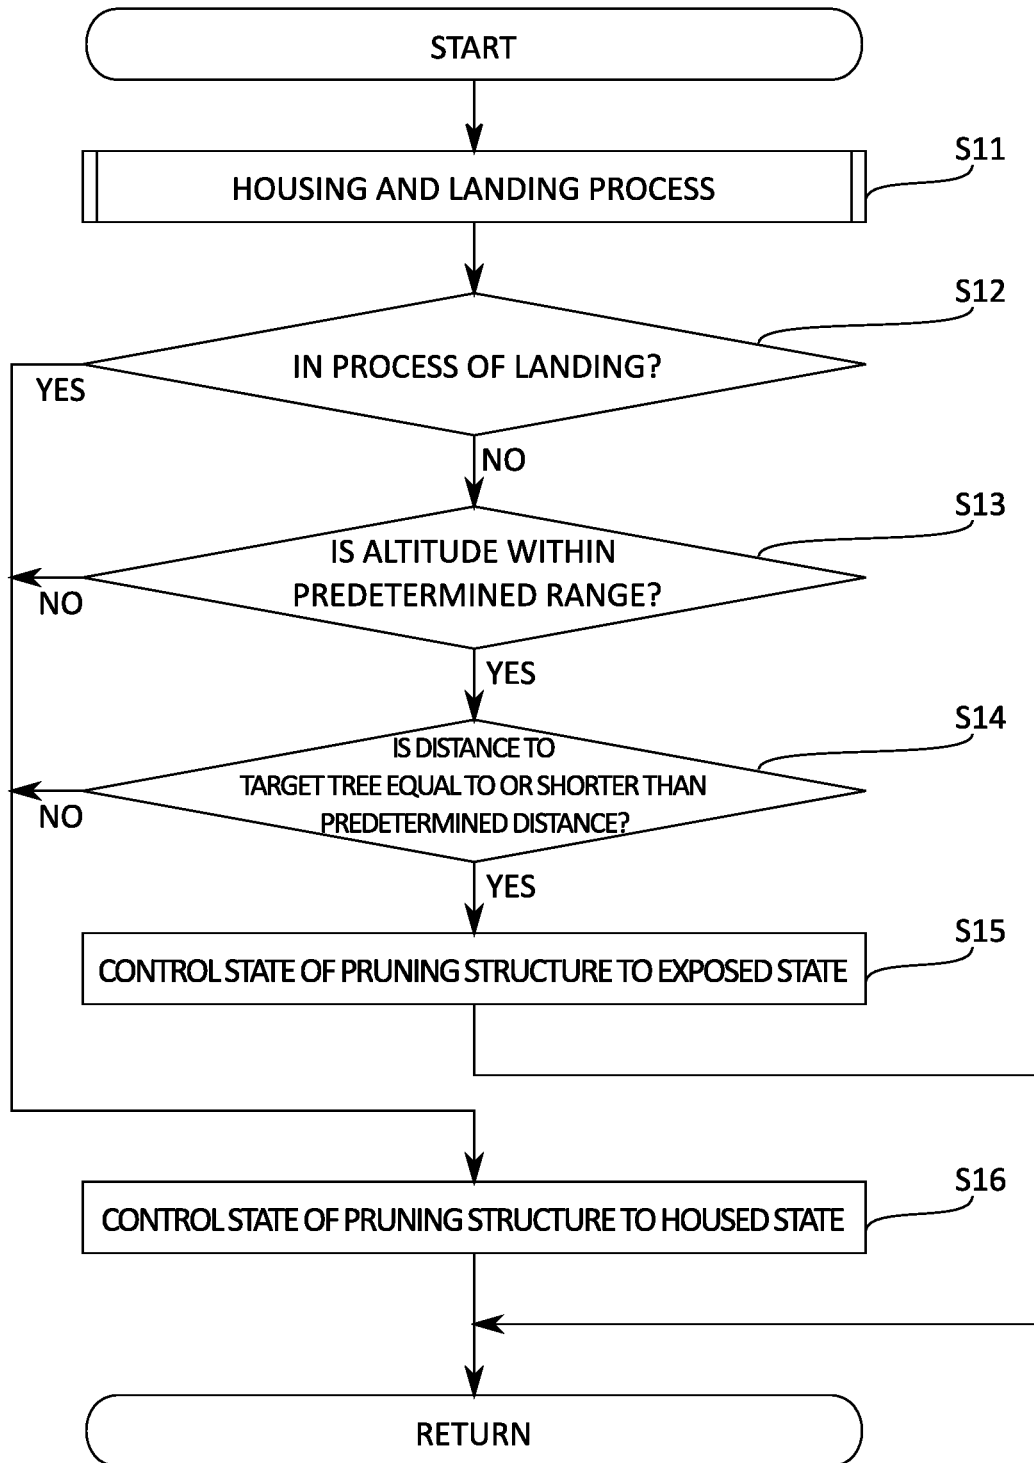 START
S11
HOUSING AND LANDING PROCESS
S12
IN PROCESS OF LANDING?
YES
NO
S13
IS ALTITUDE WITHIN
PREDETERMINED RANGE?
NO
YES
S14
IS DISTANCE TO
TARGET TREE EQUAL TO OR SHORTER THAN
PREDETERMINED DISTANCE?
NO
YES
S15
CONTROL STATE OF PRUNING STRUCTURE TO EXPOSED STATE
S16
CONTROL STATE OF PRUNING STRUCTURE TO HOUSED STATE
RETURN